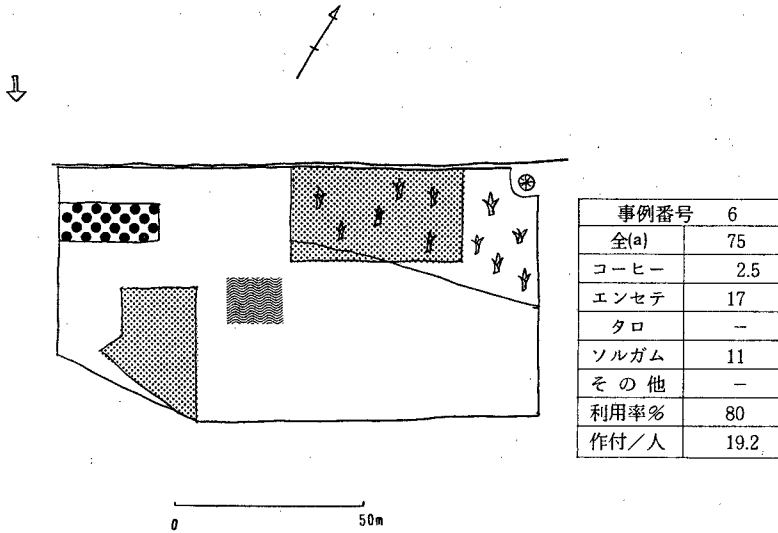 事例番号 6
全(a) 75
コーヒー 2.5
エンセテ 17
タロ −
ソルガム 11
その他 −
利用率% 80
作付／人 19.2
0 50m